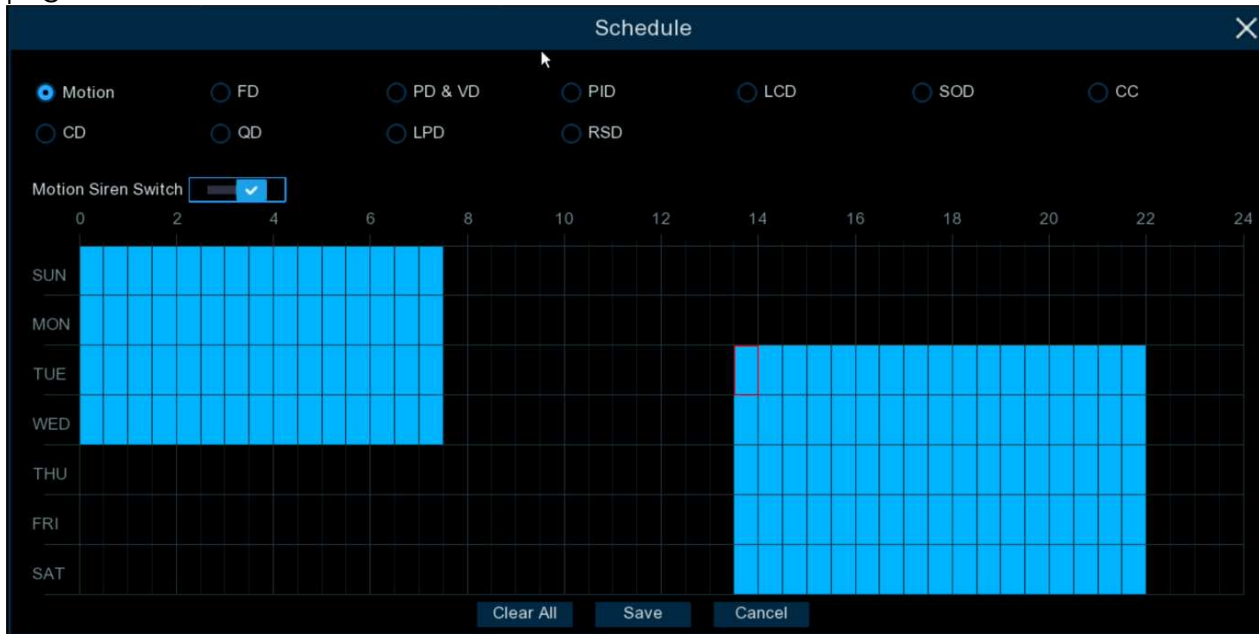 Schedule
Motion FD PD & VD PID LCD SOD CC
CD QD LPD RSD
Motion Siren Switch
0 2 4 6 8 10 12 14 16 18 20 22 24
SUN
MON
TUE
WED
THU
FRI
SAT
Clear All Save Cancel